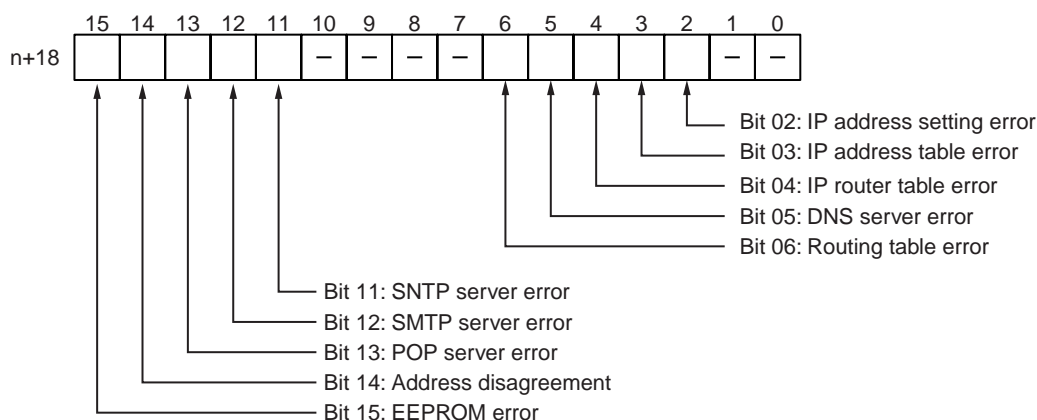 15 14 13 12 11 10 9 8 7 6 5 4 3 2 1 0
n+18 – – – – – –
Bit 02: IP address setting error
Bit 03: IP address table error
Bit 04: IP router table error
Bit 05: DNS server error
Bit 06: Routing table error
Bit 11: SNTP server error
Bit 12: SMTP server error
Bit 13: POP server error
Bit 14: Address disagreement
Bit 15: EEPROM error